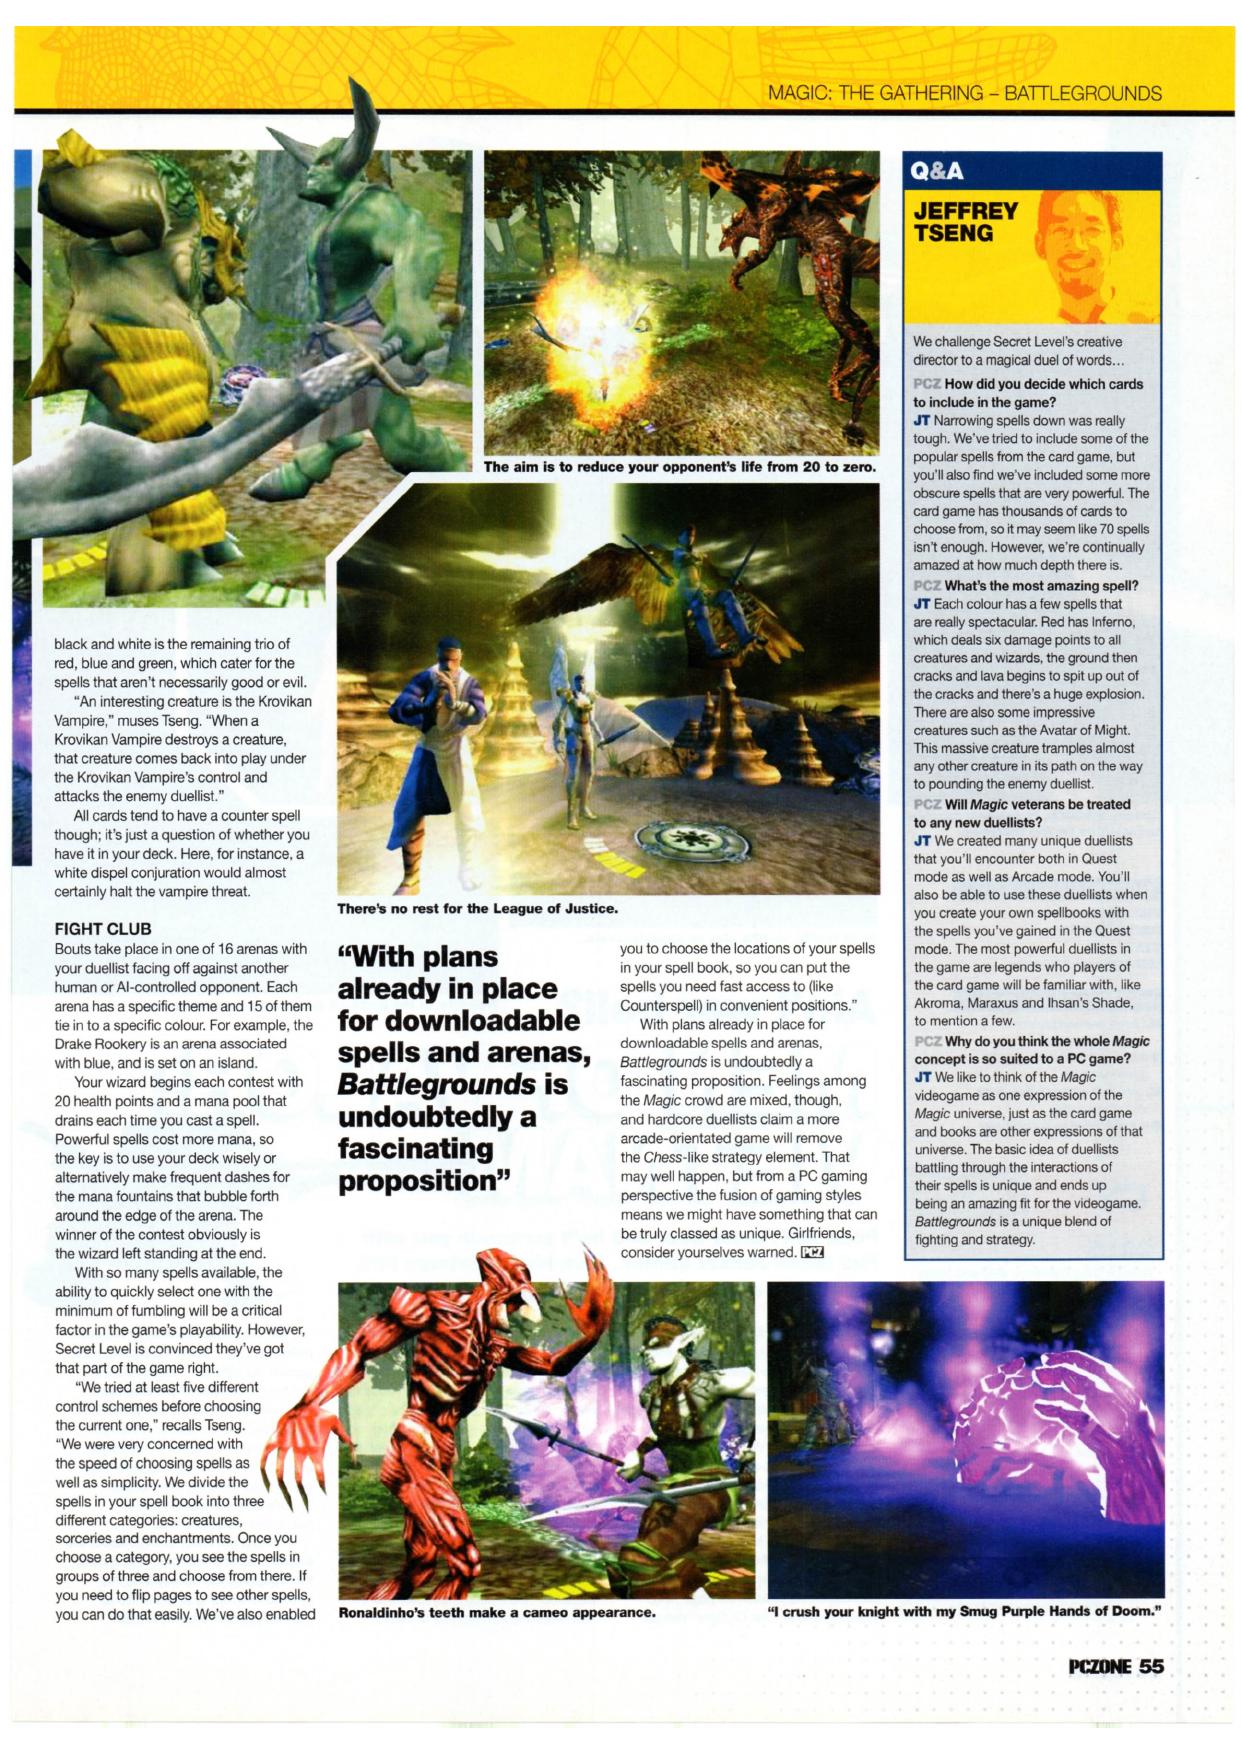 MAGIC: THE GATHERING – BATTLEGROUNDS
The aim is to reduce your opponent's life from 20 to zero.
There's no rest for the League of Justice.
black and white is the remaining trio of
red, blue and green, which cater for the
spells that aren't necessarily good or evil.
"An interesting creature is the Krovikan
Vampire," muses Tseng. "When a
Krovikan Vampire destroys a creature,
that creature comes back into play under
the Krovikan Vampire's control and
attacks the enemy duellist."
All cards tend to have a counter spell
though; it's just a question of whether you
have it in your deck. Here, for instance, a
white dispel conjuration would almost
certainly halt the vampire threat.
FIGHT CLUB
Bouts take place in one of 16 arenas with
your duellist facing off against another
human or AI-controlled opponent. Each
arena has a specific theme and 15 of them
tie in to a specific colour. For example, the
Drake Rookery is an arena associated
with blue, and is set on an island.
Your wizard begins each contest with
20 health points and a mana pool that
drains each time you cast a spell.
Powerful spells cost more mana, so
the key is to use your deck wisely or
alternatively make frequent dashes for
the mana fountains that bubble forth
around the edge of the arena. The
winner of the contest obviously is
the wizard left standing at the end.
With so many spells available, the
ability to quickly select one with the
minimum of fumbling will be a critical
factor in the game's playability. However,
Secret Level is convinced they've got
that part of the game right.
"We tried at least five different
control schemes before choosing
the current one," recalls Tseng.
"We were very concerned with
the speed of choosing spells as
well as simplicity. We divide the
spells in your spell book into three
different categories: creatures,
sorceries and enchantments. Once you
choose a category, you see the spells in
groups of three and choose from there. If
you need to flip pages to see other spells,
you can do that easily. We've also enabled
"With plans
already in place
for downloadable
spells and arenas,
Battlegrounds is
undoubtedly a
fascinating
proposition"
you to choose the locations of your spells
in your spell book, so you can put the
spells you need fast access to (like
Counterspell) in convenient positions."
With plans already in place for
downloadable spells and arenas,
Battlegrounds is undoubtedly a
fascinating proposition. Feelings among
the Magic crowd are mixed, though,
and hardcore duellists claim a more
arcade-orientated game will remove
the Chess-like strategy element. That
may well happen, but from a PC gaming
perspective the fusion of gaming styles
means we might have something that can
be truly classed as unique. Girlfriends,
consider yourselves warned. PCZ
Ronaldinho's teeth make a cameo appearance.
"I crush your knight with my Smug Purple Hands of Doom."
Q&A
JEFFREY
TSENG
We challenge Secret Level's creative
director to a magical duel of words...
PCZ How did you decide which cards
to include in the game?
JT Narrowing spells down was really
tough. We've tried to include some of the
popular spells from the card game, but
you'll also find we've included some more
obscure spells that are very powerful. The
card game has thousands of cards to
choose from, so it may seem like 70 spells
isn't enough. However, we're continually
amazed at how much depth there is.
PCZ What's the most amazing spell?
JT Each colour has a few spells that
are really spectacular. Red has Inferno,
which deals six damage points to all
creatures and wizards, the ground then
cracks and lava begins to spit up out of
the cracks and there's a huge explosion.
There are also some impressive
creatures such as the Avatar of Might.
This massive creature tramples almost
any other creature in its path on the way
to pounding the enemy duellist.
PCZ Will Magic veterans be treated
to any new duellists?
JT We created many unique duellists
that you'll encounter both in Quest
mode as well as Arcade mode. You'll
also be able to use these duellists when
you create your own spellbooks with
the spells you've gained in the Quest
mode. The most powerful duellists in
the game are legends who players of
the card game will be familiar with, like
Akroma, Maraxus and Ihsan's Shade,
to mention a few.
PCZ Why do you think the whole Magic
concept is so suited to a PC game?
JT We like to think of the Magic
videogame as one expression of the
Magic universe, just as the card game
and books are other expressions of that
universe. The basic idea of duellists
battling through the interactions of
their spells is unique and ends up
being an amazing fit for the videogame.
Battlegrounds is a unique blend of
fighting and strategy.
PCZONE 55